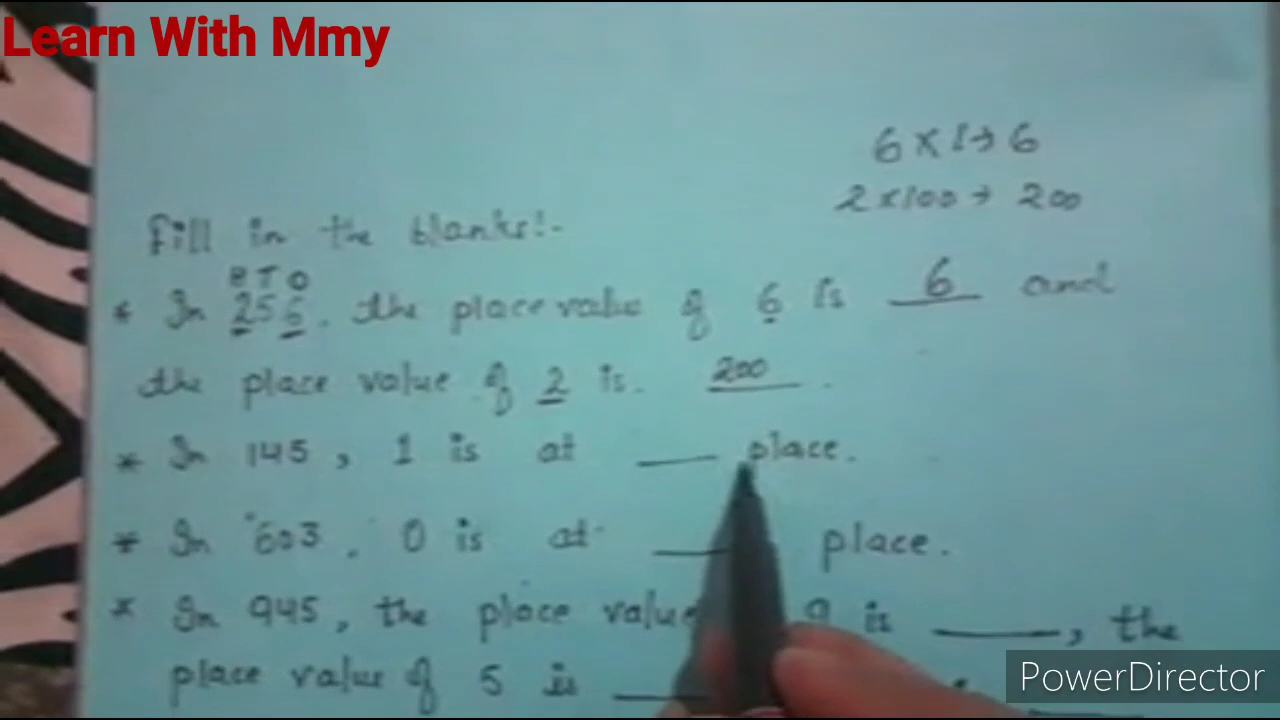 Learn With Mmy
6 X 1 → 6
2 x 100 → 200
Fill in the blanks:-
H T O
* In 256, the place value of 6 is 6 and
the place value of 2 is 200.
* In 145, 1 is at ___ place.
* In 603, 0 is at ___ place.
* In 945, the place value 9 is ____, the
place value of 5 is ___
PowerDirector